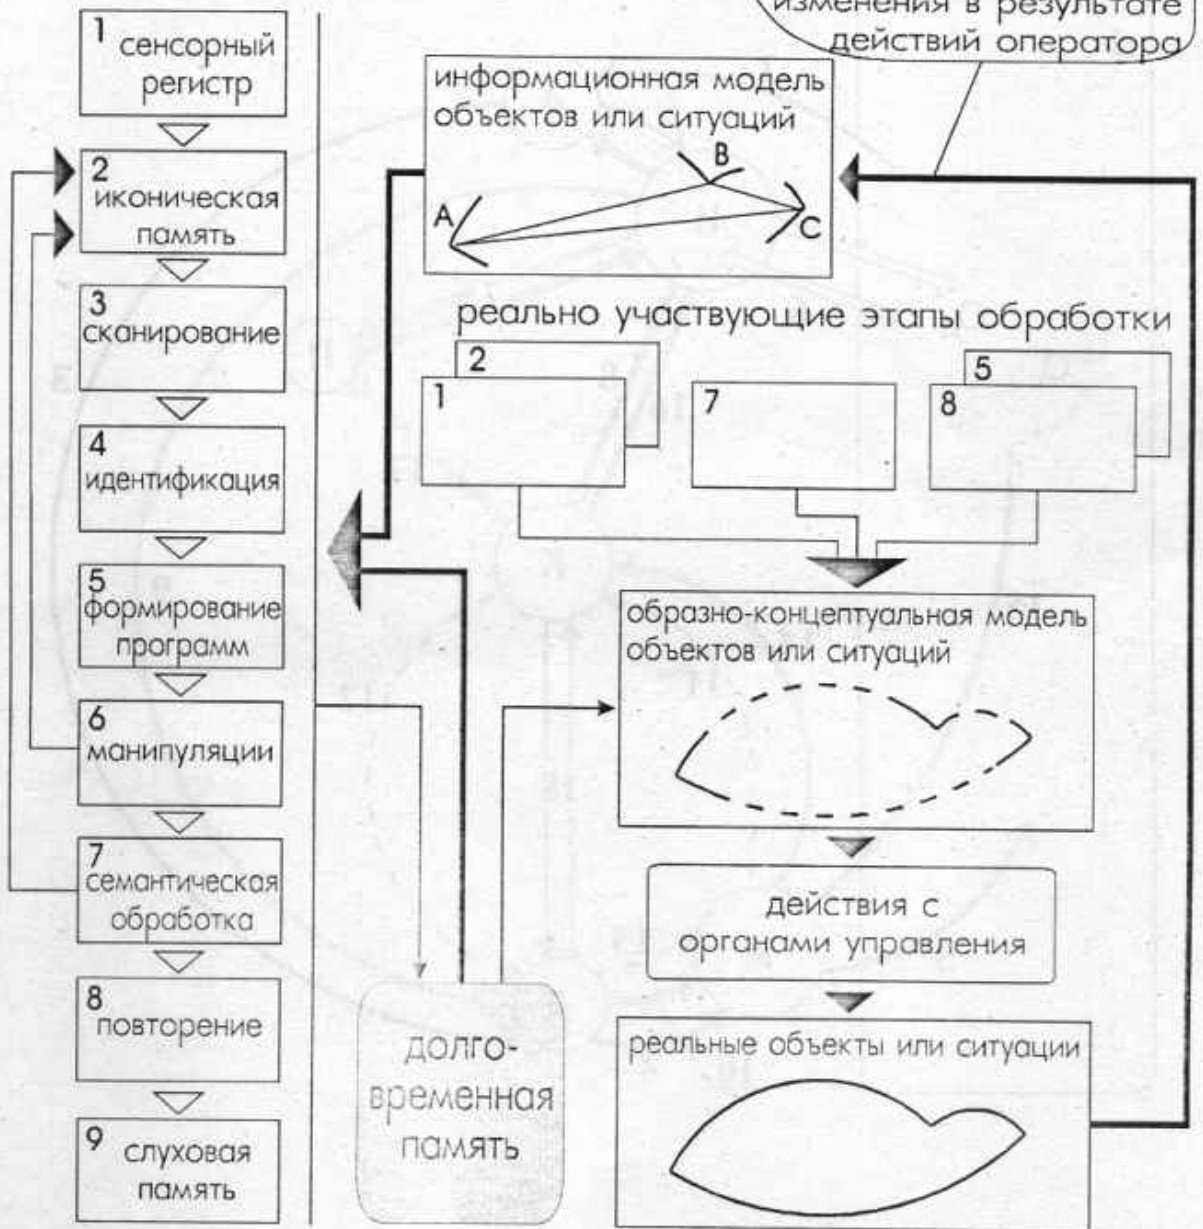 1 сенсорный
регистр
2
иконическая
память
3
сканирование
4
идентификация
5
формирование
программ
6
манипуляции
7
семантическая
обработка
8
повторение
9 слуховая
память
изменения в результате
действий оператора
информационная модель
объектов или ситуаций
A
B
C
реально участвующие этапы обработки
2
1
7
5
8
образно-концептуальная модель
объектов или ситуаций
действия с
органами управления
долго-
временная
память
реальные объекты или ситуации